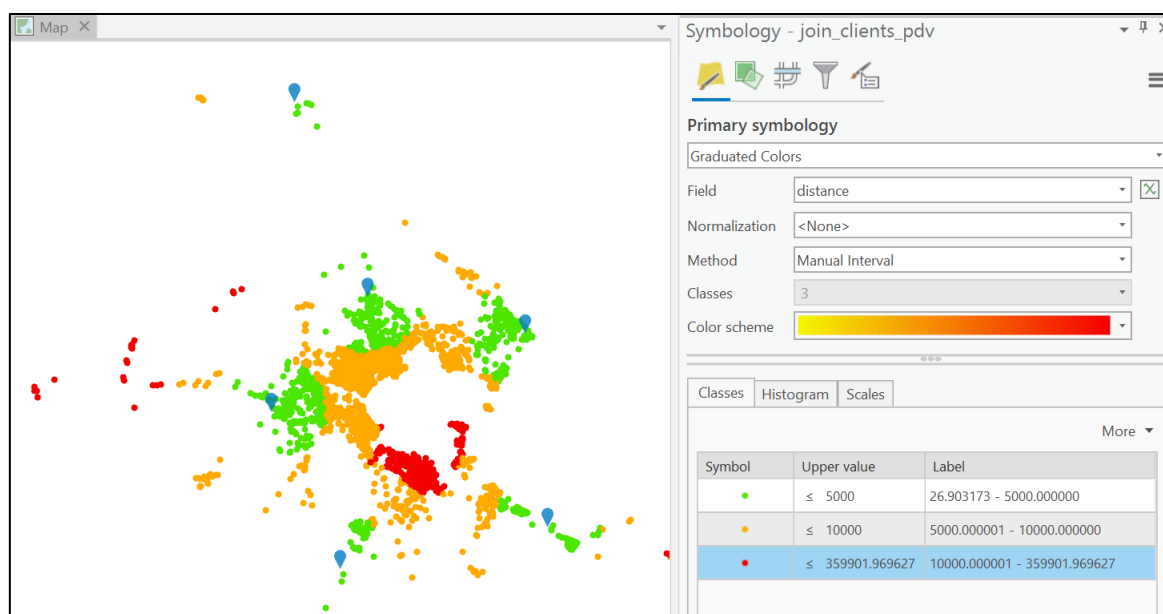 Map
Symbology - join_clients_pdv
Primary symbology
Graduated Colors
Field distance
Normalization <None>
Method Manual Interval
Classes 3
Color scheme
Classes Histogram Scales
More
Symbol Upper value Label
≤ 5000 26.903173 - 5000.000000
≤ 10000 5000.000001 - 10000.000000
≤ 359901.969627 10000.000001 - 359901.969627